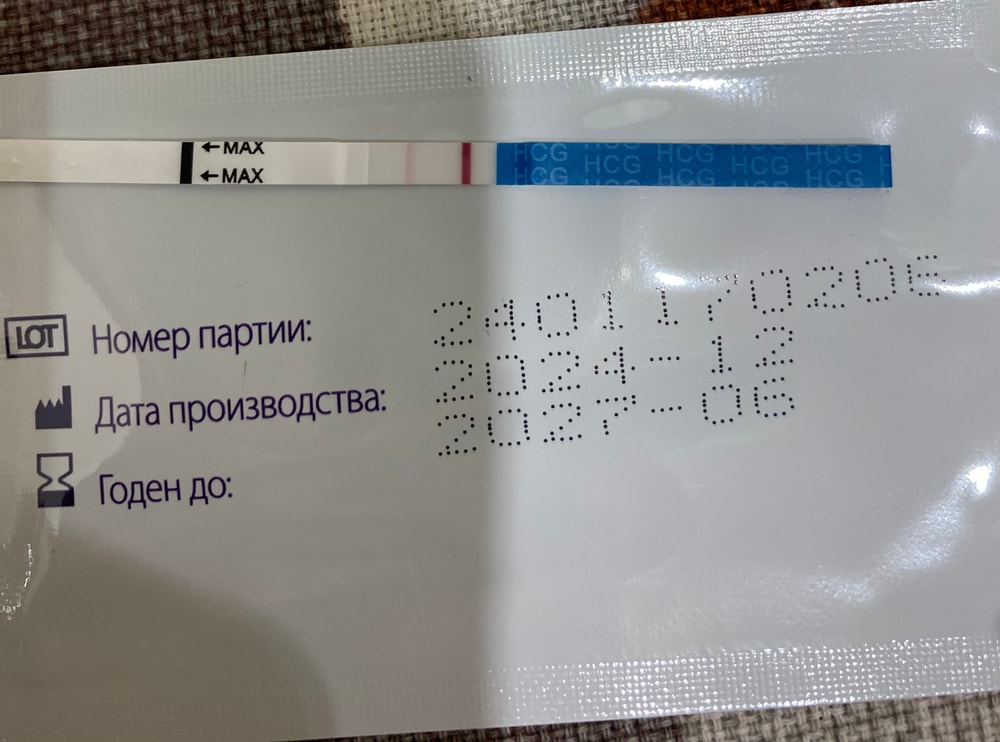 ←MAX
←MAX
HCG HCG HCG HCG HCG
HCG HCG HCG HCG HCG
LOT Номер партии: 240117020E
Дата производства: 2024-12
Годен до: 2027-06